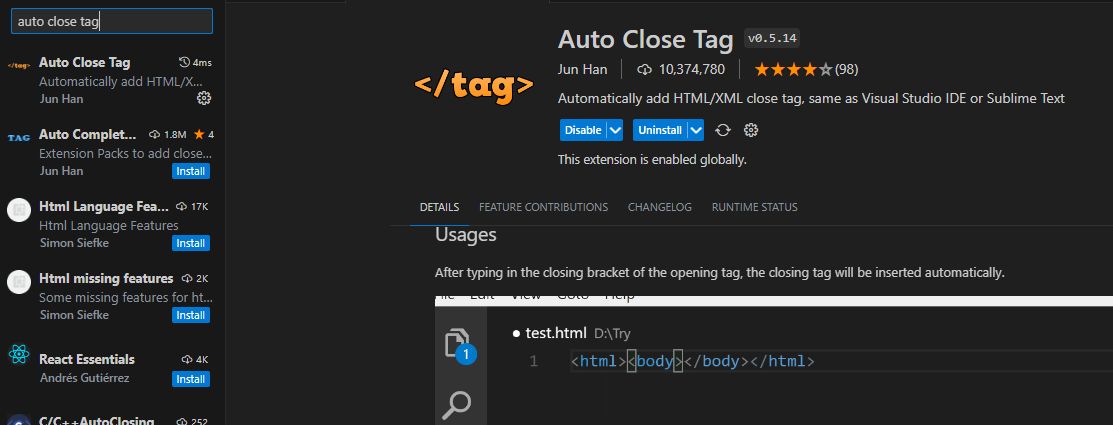 auto close tag
</tag>
Auto Close Tag
4ms
Automatically add HTML/X...
Jun Han
TAG
Auto Complet...
1.8M
4
Extension Packs to add close...
Jun Han
Install
Html Language Fea...
17K
Html Language Features
Simon Siefke
Install
Html missing features
2K
Some missing features for ht...
Simon Siefke
Install
React Essentials
4K
Andrés Gutiérrez
Install
C/C++AutoClosing
252
</tag>
Auto Close Tag
v0.5.14
Jun Han
10,374,780
(98)
Automatically add HTML/XML close tag, same as Visual Studio IDE or Sublime Text
Disable
Uninstall
This extension is enabled globally.
DETAILS
FEATURE CONTRIBUTIONS
CHANGELOG
RUNTIME STATUS
Usages
After typing in the closing bracket of the opening tag, the closing tag will be inserted automatically.
File Edit View Goto Help
1
test.html D:\Try
1 <html><body></body></html>